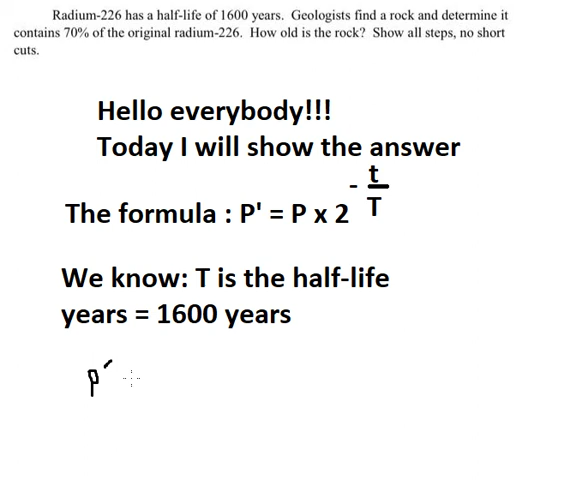 Radium-226 has a half-life of 1600 years. Geologists find a rock and determine it
contains 70% of the original radium-226. How old is the rock? Show all steps, no short
cuts.
Hello everybody!!!
Today I will show the answer
The formula : P' = P x 2 - t
T
We know: T is the half-life
years = 1600 years
P'